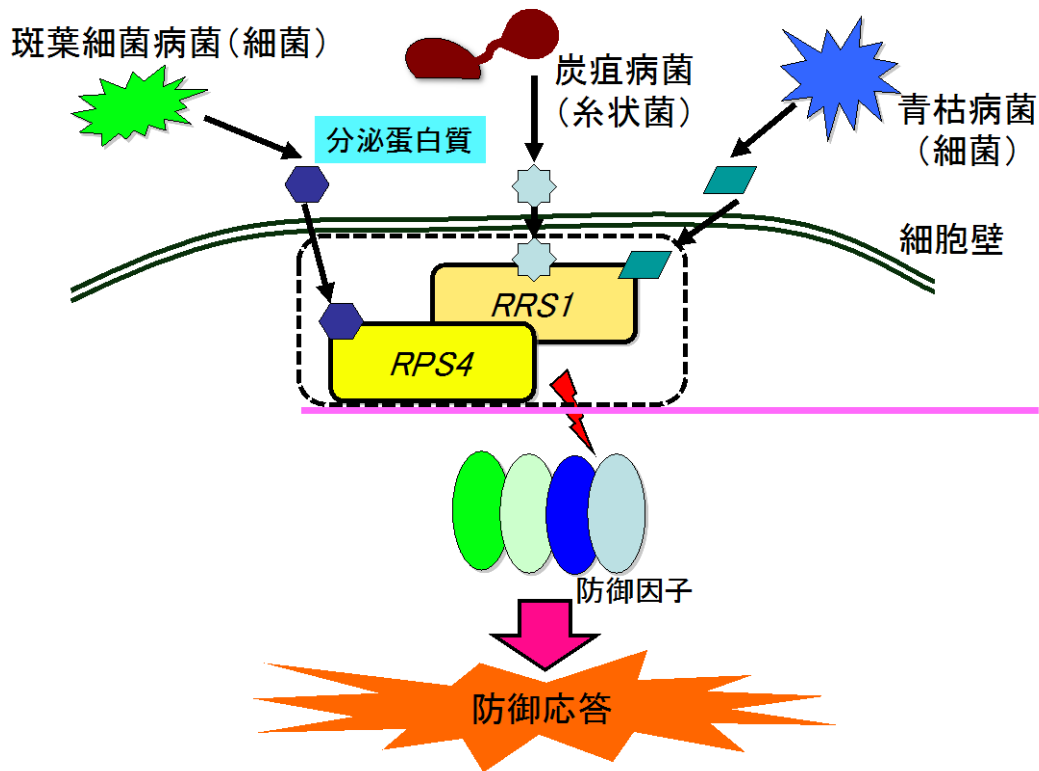 斑葉細菌病菌(細菌)
炭疽病菌
(糸状菌)
青枯病菌
(細菌)
分泌蛋白質
細胞壁
RRS1
RPS4
防御因子
防御応答